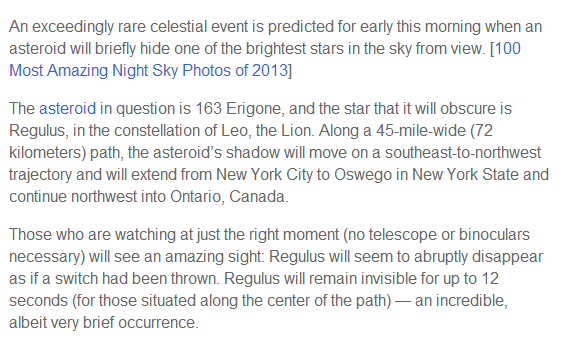 An exceedingly rare celestial event is predicted for early this morning when an
asteroid will briefly hide one of the brightest stars in the sky from view. [100
Most Amazing Night Sky Photos of 2013]
The asteroid in question is 163 Erigone, and the star that it will obscure is
Regulus, in the constellation of Leo, the Lion. Along a 45-mile-wide (72
kilometers) path, the asteroid’s shadow will move on a southeast-to-northwest
trajectory and will extend from New York City to Oswego in New York State and
continue northwest into Ontario, Canada.
Those who are watching at just the right moment (no telescope or binoculars
necessary) will see an amazing sight: Regulus will seem to abruptly disappear
as if a switch had been thrown. Regulus will remain invisible for up to 12
seconds (for those situated along the center of the path) — an incredible,
albeit very brief occurrence.